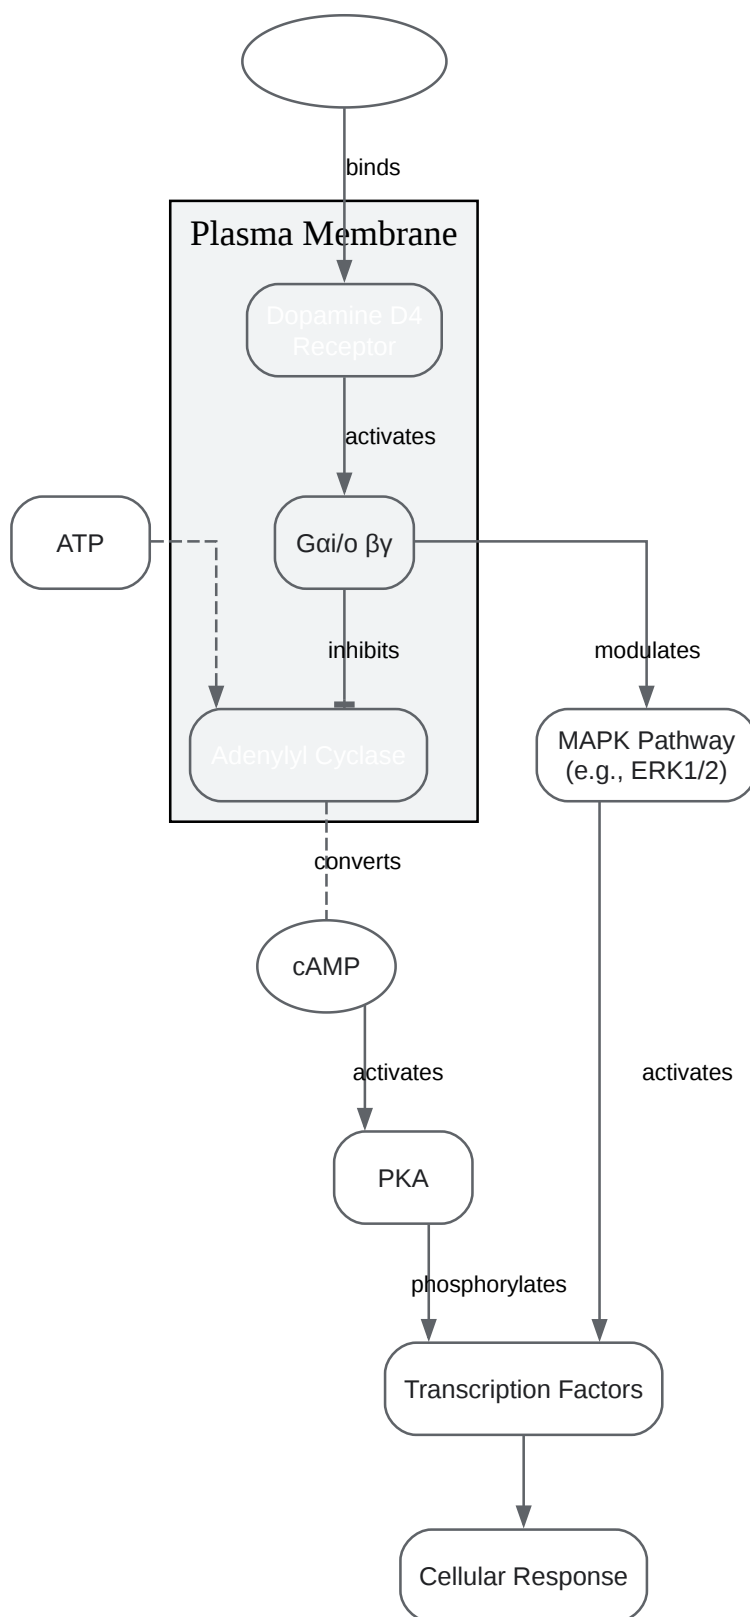 binds
Plasma Membrane
Dopamine D4
Receptor
activates
ATP
Gαi/o βγ
inhibits
modulates
Adenylyl Cyclase
MAPK Pathway
(e.g., ERK1/2)
converts
cAMP
activates
activates
PKA
phosphorylates
Transcription Factors
Cellular Response